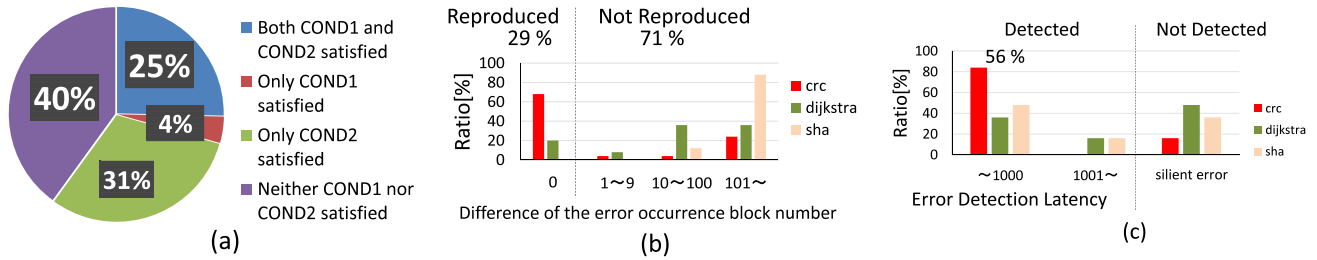 25%
4%
31%
40%
Both COND1 and
COND2 satisfied
Only COND1
satisfied
Only COND2
satisfied
Neither COND1 nor
COND2 satisfied
(a)
Reproduced
29 %
Not Reproduced
71 %
Ratio[%]
100
80
60
40
20
0
0
1～9
10～100
101～
crc
dijkstra
sha
Difference of the error occurrence block number
(b)
Detected
Not Detected
56 %
Ratio[%]
100
80
60
40
20
0
～1000
1001～
silient error
crc
dijkstra
sha
Error Detection Latency
(c)